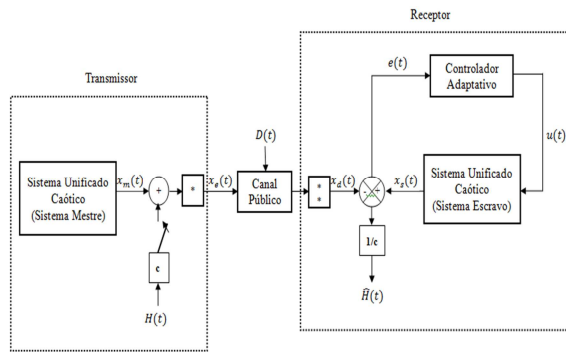 Receptor
Transmissor
e(t)
Controlador
Adaptativo
D(t)
u(t)
Sistema Unificado
Caótico
(Sistema Mestre)
x_m(t)
+
*
x_e(t)
Canal
Público
*
*
x_d(t)
- +
x_s(t)
Sistema Unificado
Caótico
(Sistema Escravo)
c
1/c
H(t)
Ĥ(t)